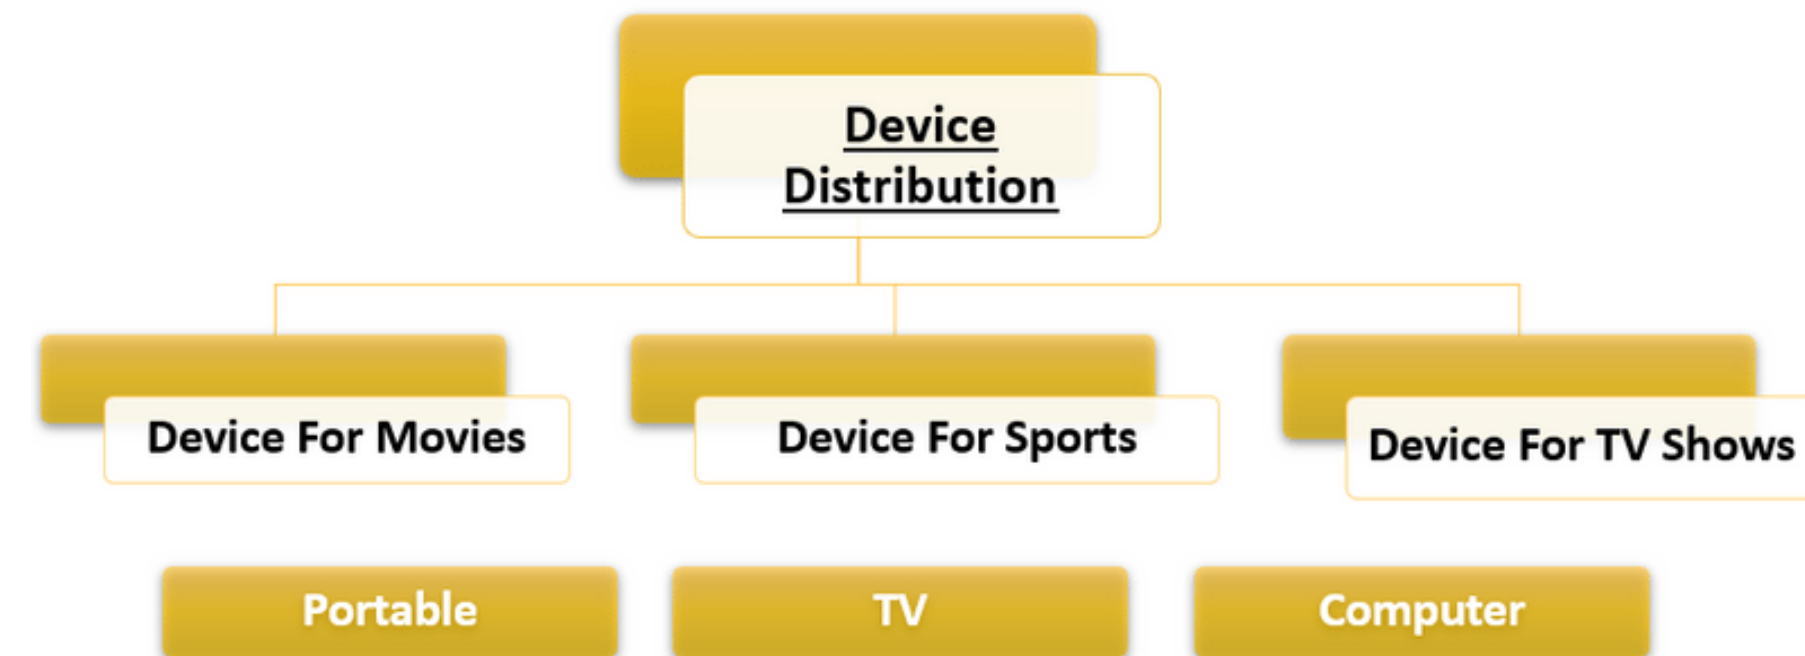 Device
Distribution
Device For Movies
Device For Sports
Device For TV Shows
Portable
TV
Computer